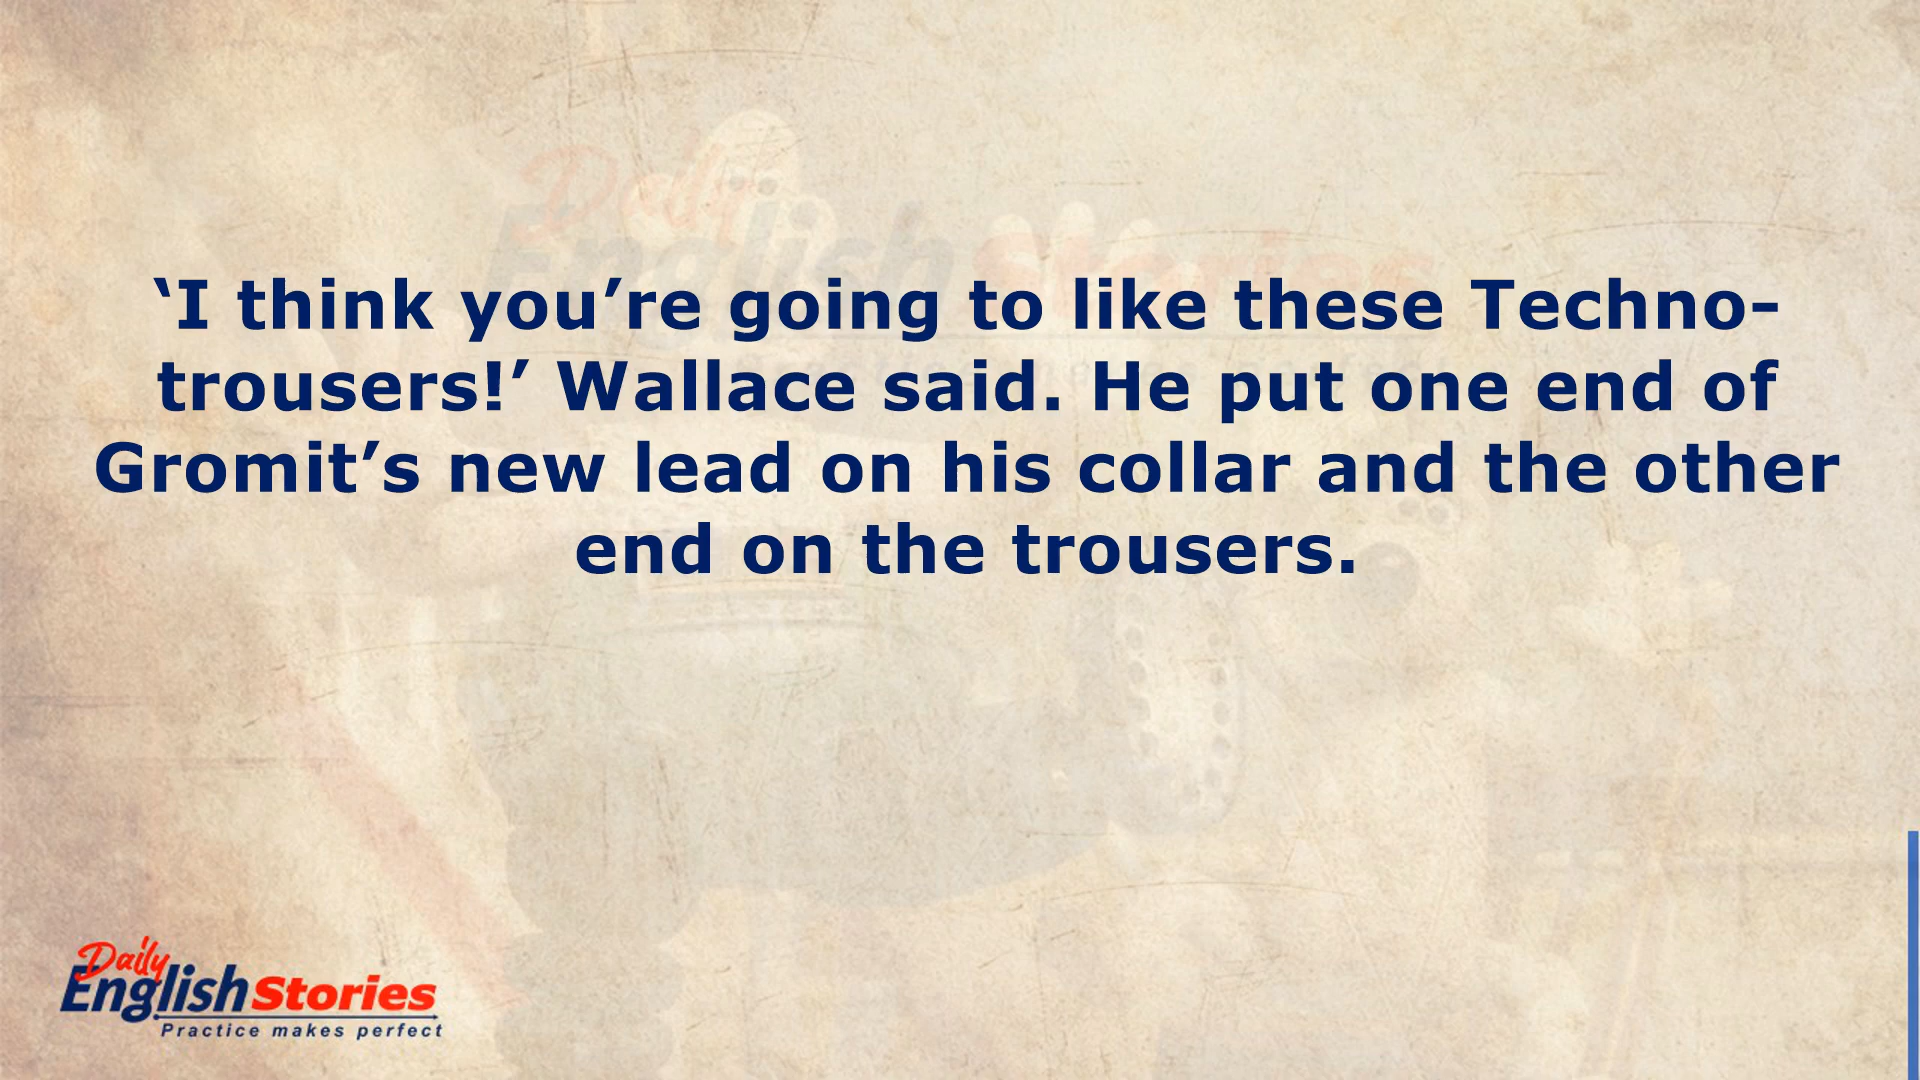 ‘I think you’re going to like these Techno-
trousers!’ Wallace said. He put one end of
Gromit’s new lead on his collar and the other
end on the trousers.
Daily
English Stories
Practice makes perfect